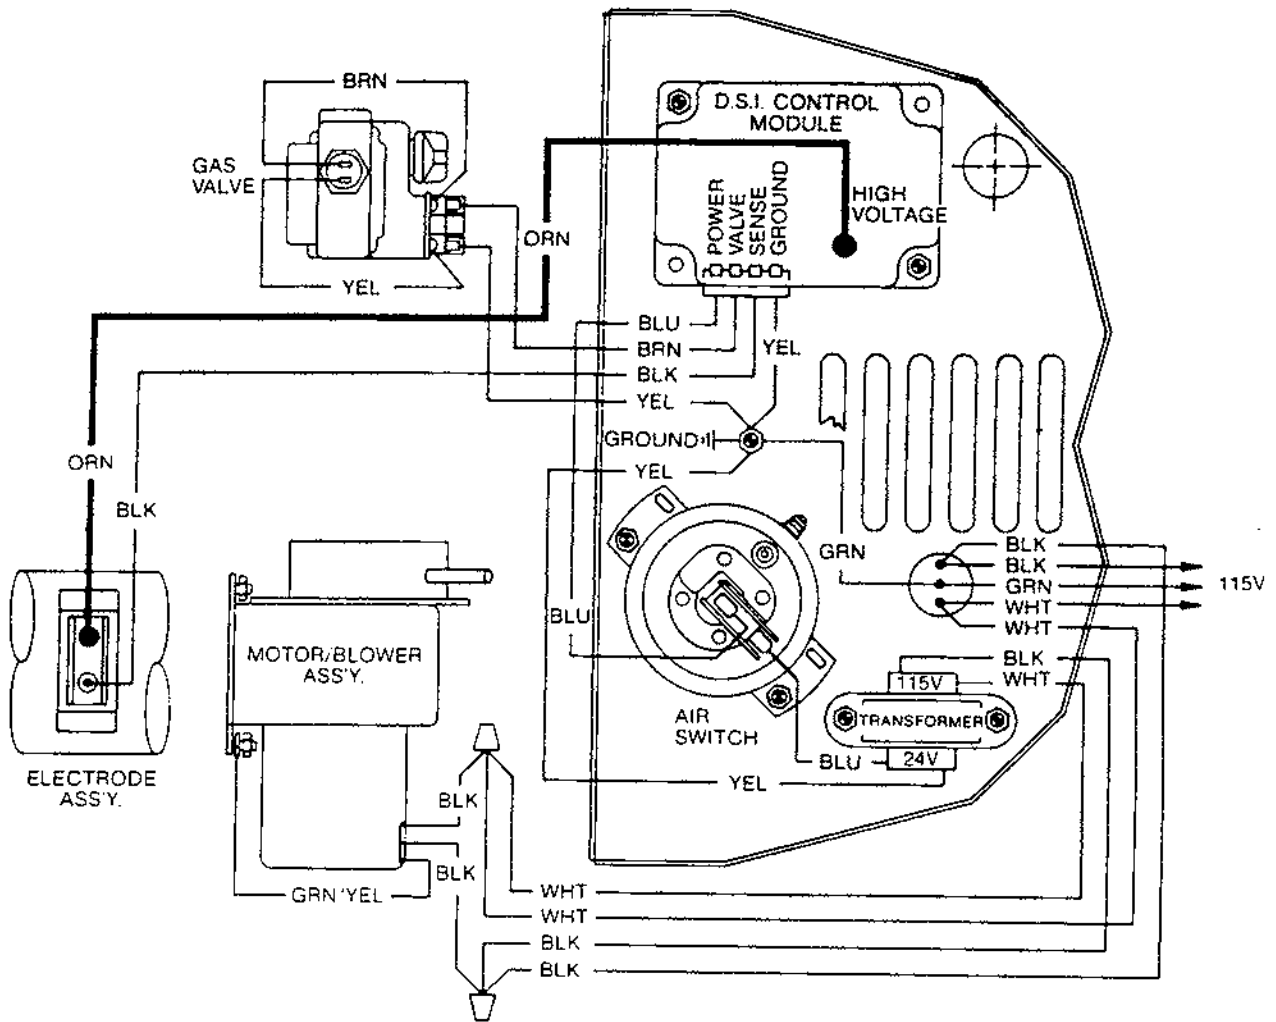 BRN
D.S.I. CONTROL
MODULE
GAS
VALVE
POWER
VALVE
SENSE
GROUND
HIGH
VOLTAGE
ORN
YEL
BLU
BRN
YEL
BLK
YEL
GROUND
YEL
ORN
BLK
GRN
BLK
BLK
GRN
115V
WHT
WHT
BLU
MOTOR/BLOWER
ASS'Y.
BLK
115V
WHT
AIR
SWITCH
TRANSFORMER
BLU
24V
ELECTRODE
ASS'Y.
YEL
BLK
BLK
GRN'YEL
WHT
WHT
BLK
BLK